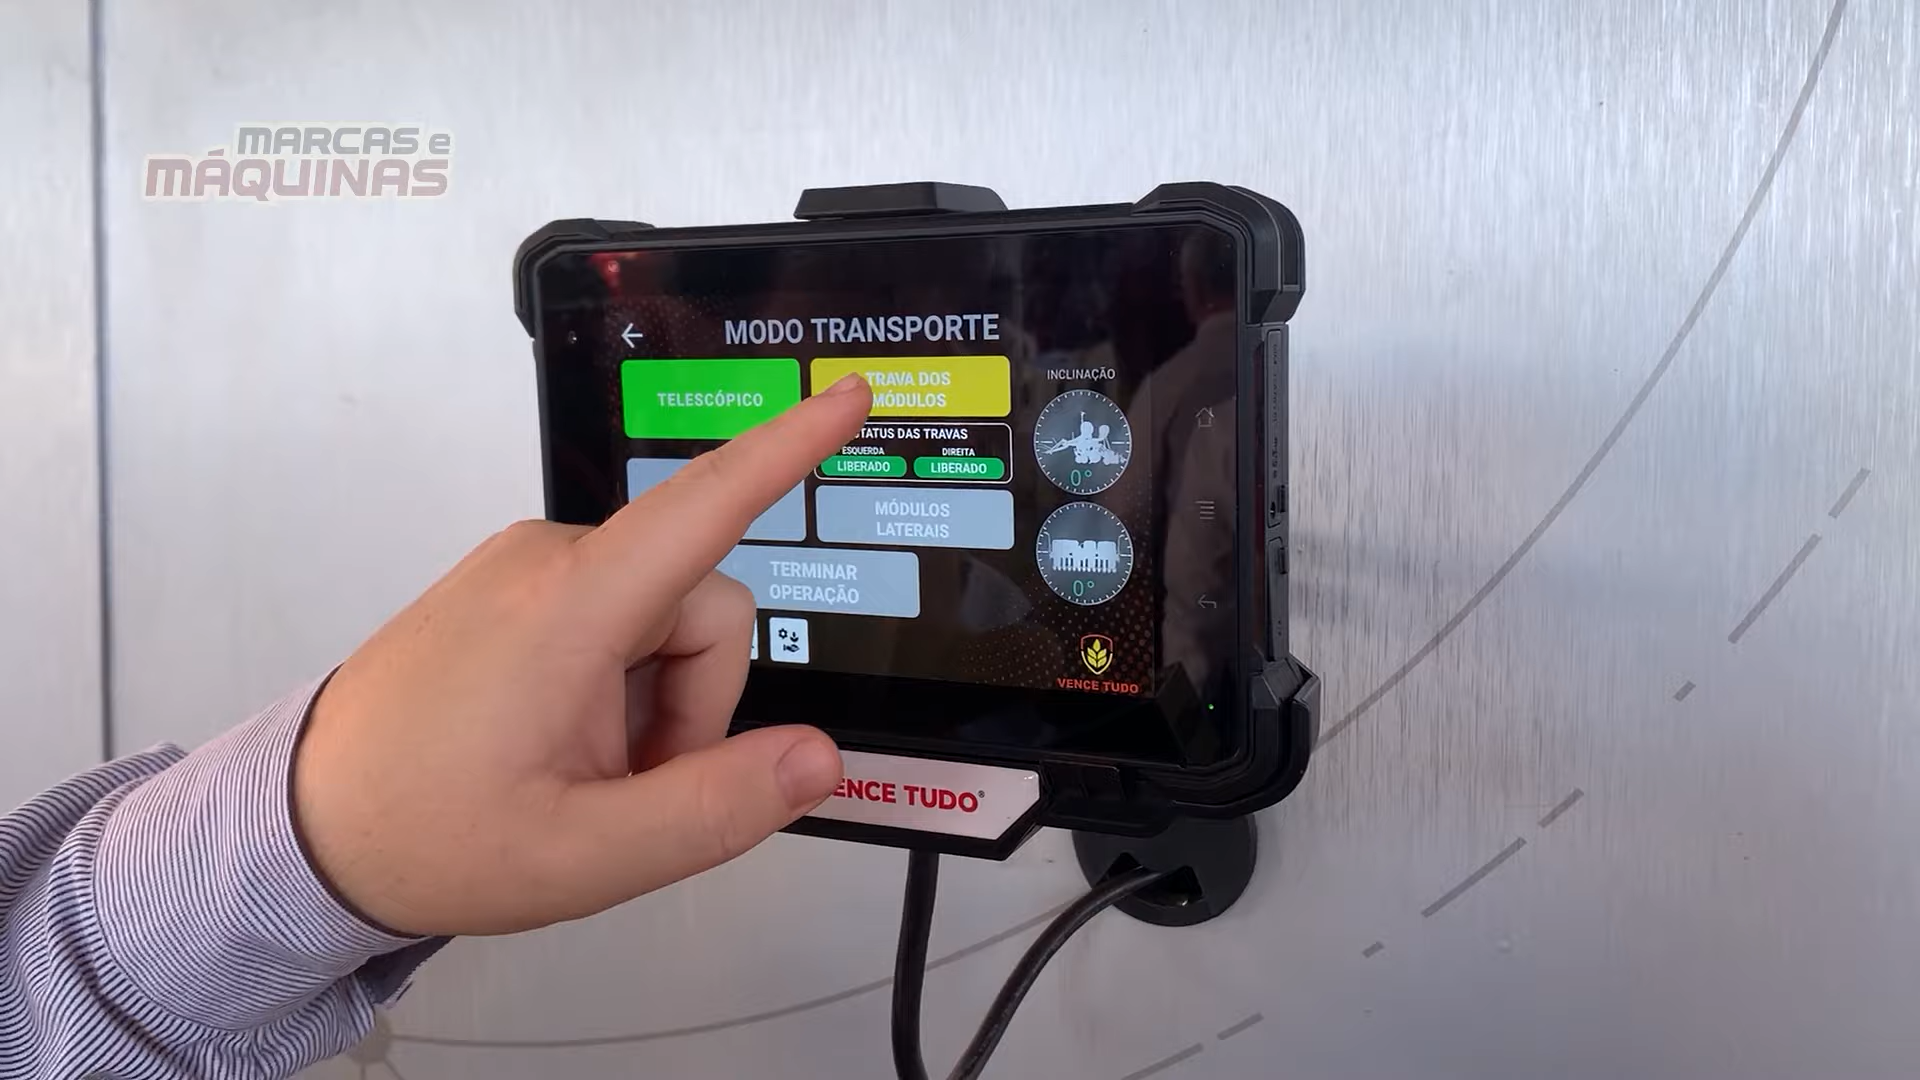 MARCAS e
MÁQUINAS
MODO TRANSPORTE
TELESCÓPICO
TRAVA DOS
MÓDULOS
STATUS DAS TRAVAS
ESQUERDA
DIREITA
LIBERADO
LIBERADO
MÓDULOS
LATERAIS
TERMINAR
OPERAÇÃO
INCLINAÇÃO
0°
0°
VENCE TUDO
ENCE TUDO®